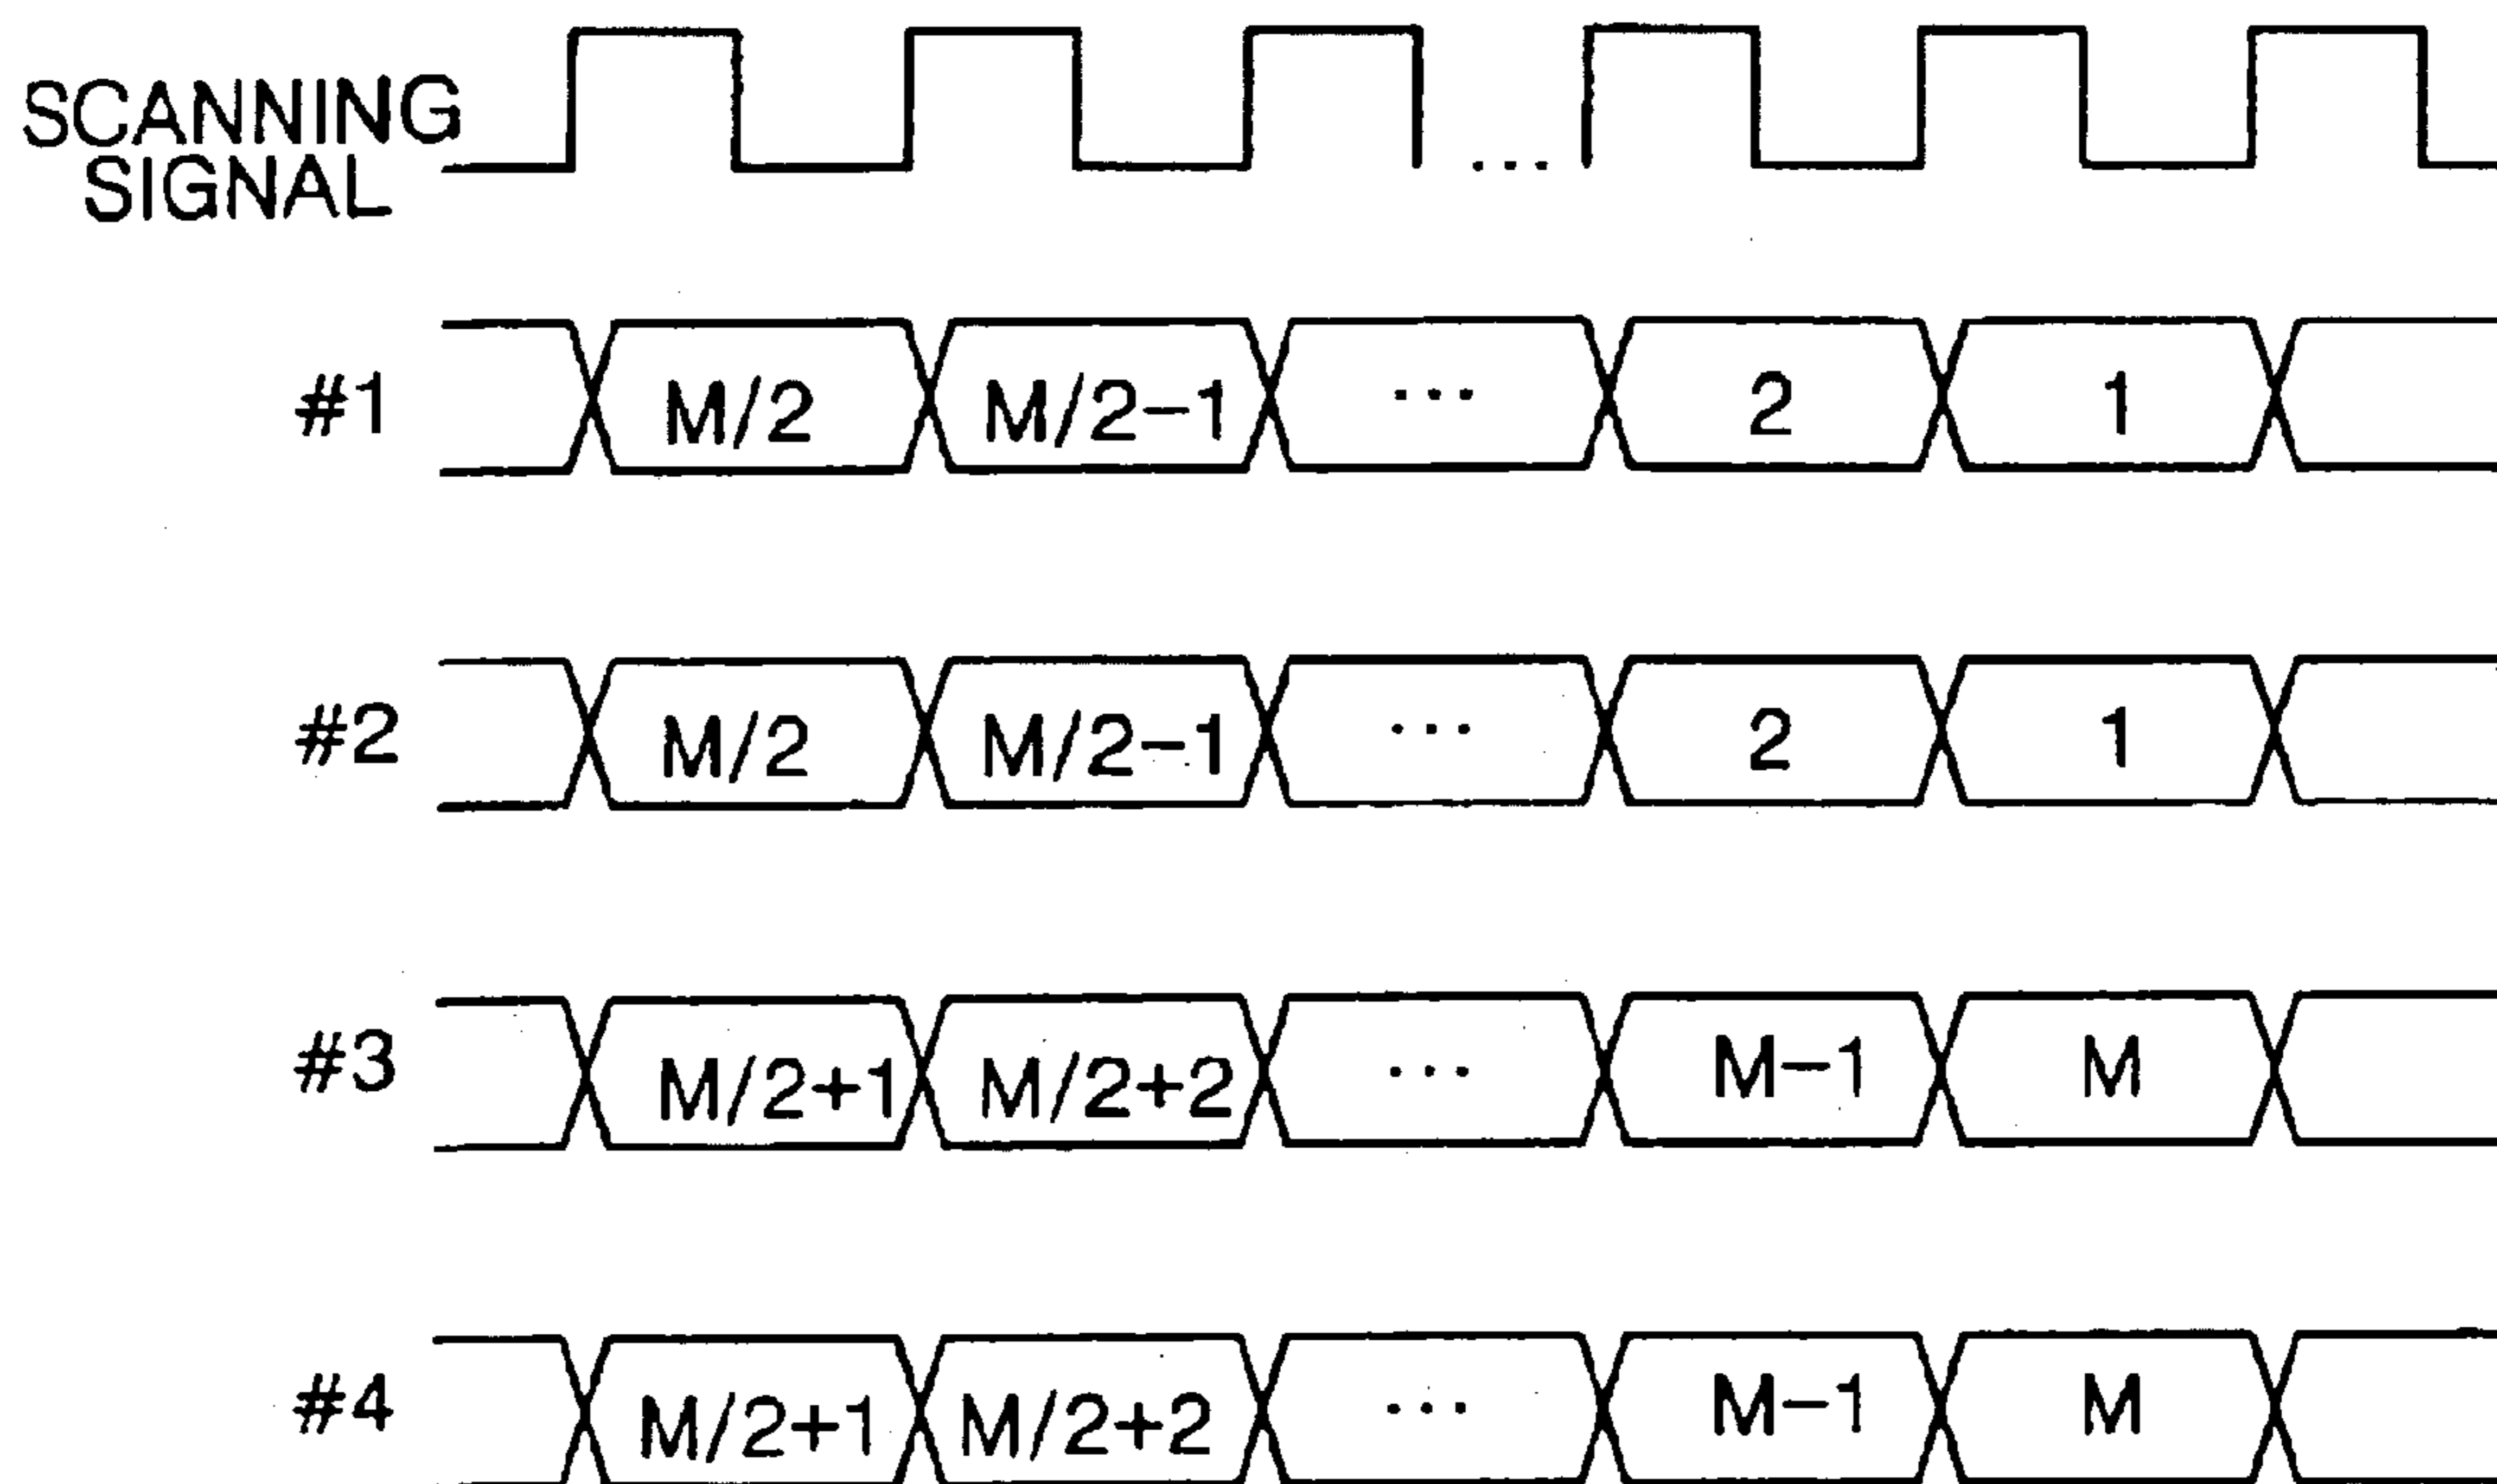 SCANNING
SIGNAL
...
#1 M/2 M/2-1 ... 2 1
#2 M/2 M/2-1 ... 2 1
#3 M/2+1 M/2+2 ... M-1 M
#4 M/2+1 M/2+2 ... M-1 M